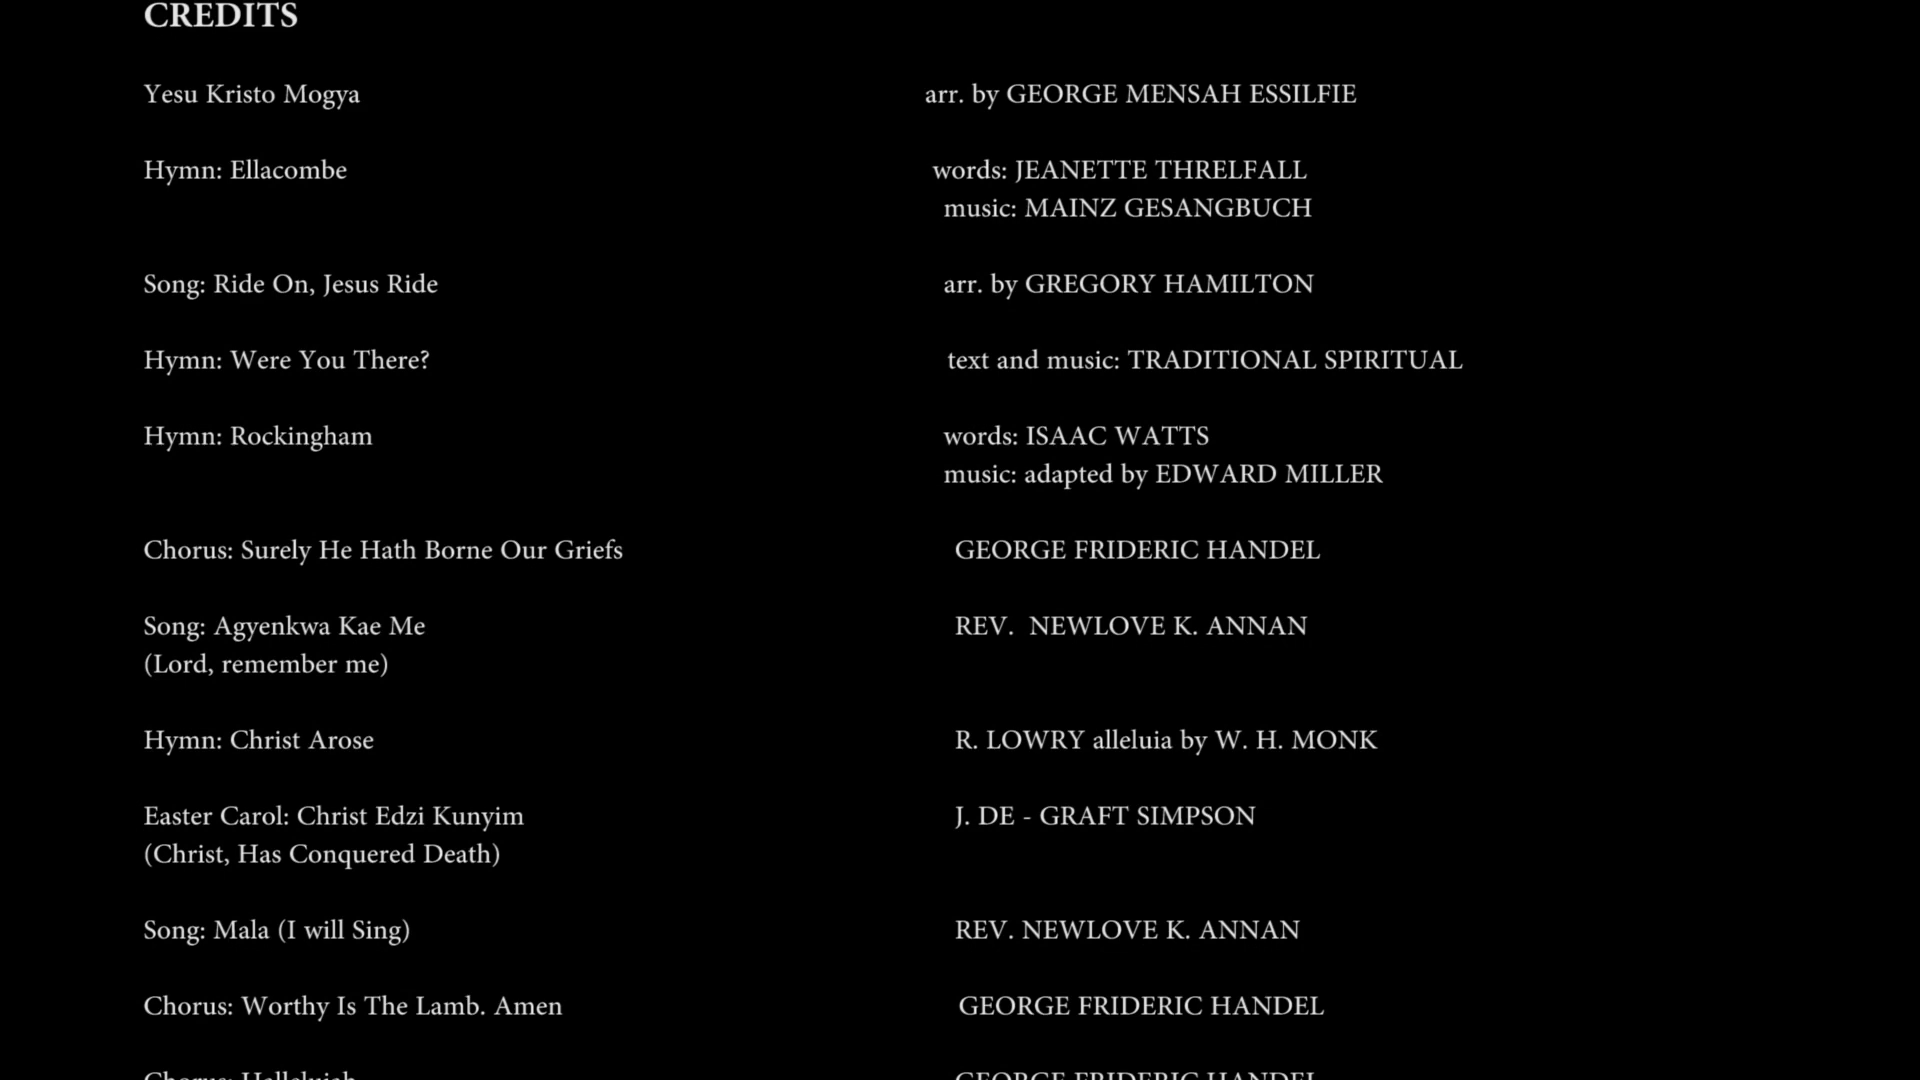 CREDITS
Yesu Kristo Mogya arr. by GEORGE MENSAH ESSILFIE
Hymn: Ellacombe words: JEANETTE THRELFALL
music: MAINZ GESANGBUCH
Song: Ride On, Jesus Ride arr. by GREGORY HAMILTON
Hymn: Were You There? text and music: TRADITIONAL SPIRITUAL
Hymn: Rockingham words: ISAAC WATTS
music: adapted by EDWARD MILLER
Chorus: Surely He Hath Borne Our Griefs GEORGE FRIDERIC HANDEL
Song: Agyenkwa Kae Me REV. NEWLOVE K. ANNAN
(Lord, remember me)
Hymn: Christ Arose R. LOWRY alleluia by W. H. MONK
Easter Carol: Christ Edzi Kunyim J. DE - GRAFT SIMPSON
(Christ, Has Conquered Death)
Song: Mala (I will Sing) REV. NEWLOVE K. ANNAN
Chorus: Worthy Is The Lamb. Amen GEORGE FRIDERIC HANDEL
Chorus: Hallelujah GEORGE FRIDERIC HANDEL